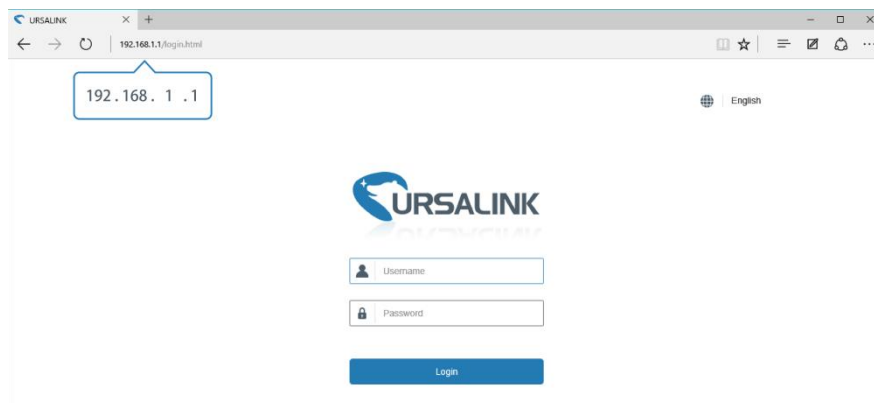 URSALINK
192.168.1.1/login.html
192.168. 1 .1
English
URSALINK
Username
Password
Login